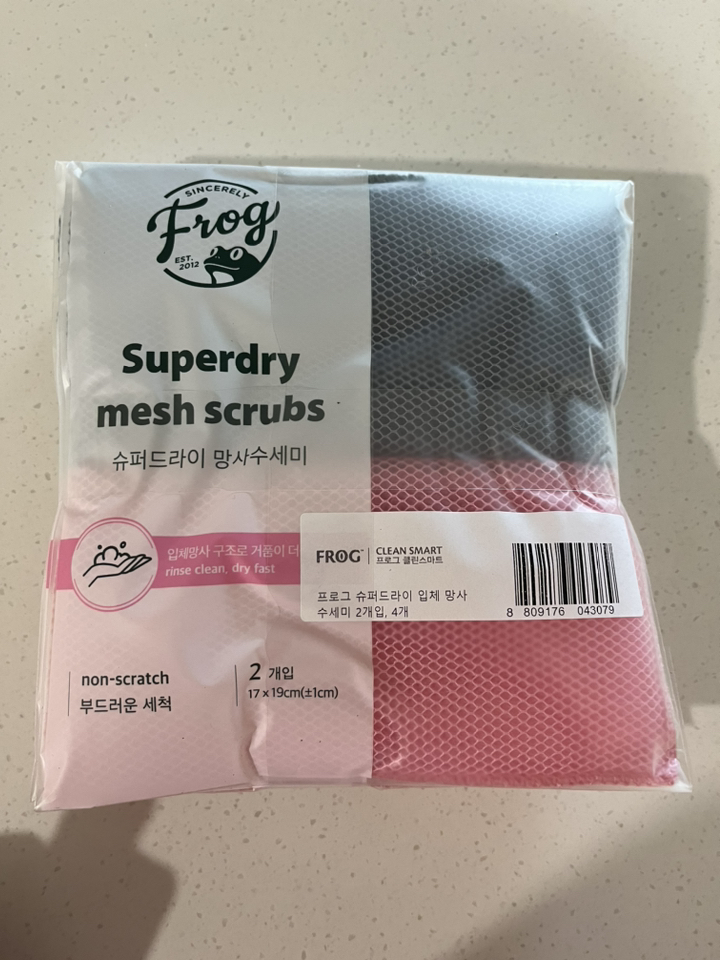 SINCERELY
Frog
EST.
2012
Superdry
mesh scrubs
슈퍼드라이 망사수세미
입체망사 구조로 거품이 더
rinse clean, dry fast
FROG | CLEAN SMART
프로그 클린스마트
프로그 슈퍼드라이 입체 망사
수세미 2개입, 4개
8 809176 043079
non-scratch
부드러운 세척
2 개입
17 x 19cm(±1cm)